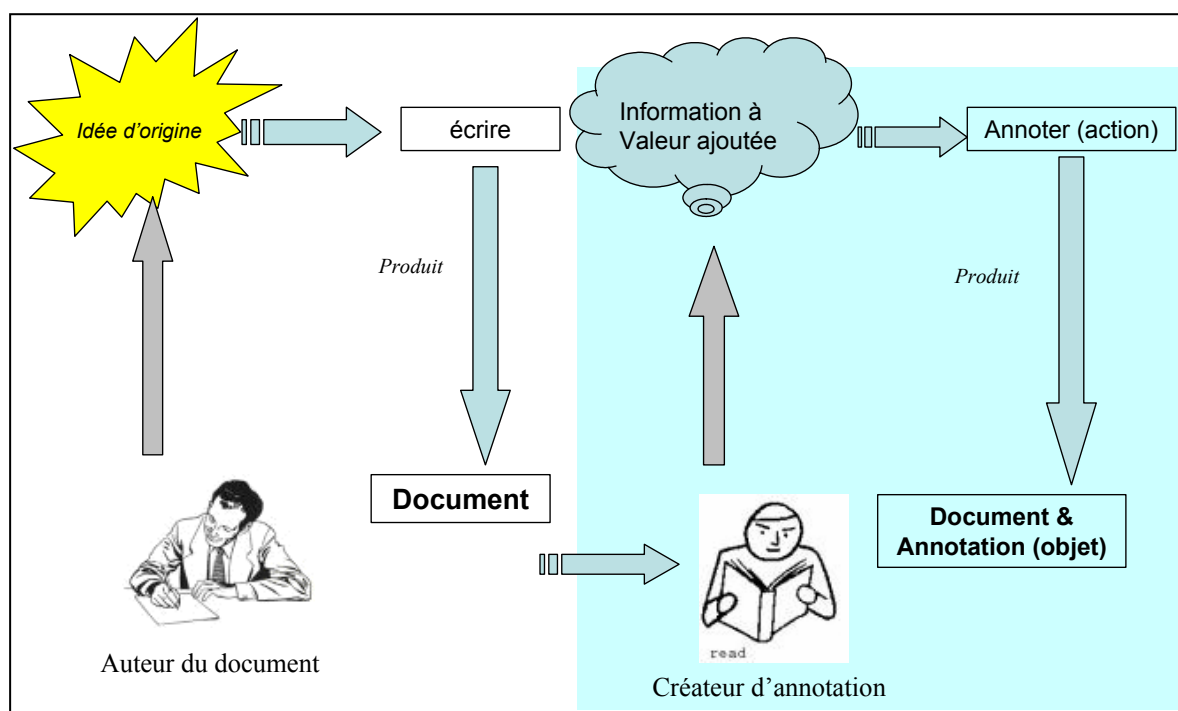 Idée d'origine
écrire
Information à
Valeur ajoutée
Annoter (action)
Produit
Produit
Document
Document &
Annotation (objet)
read
Auteur du document
Créateur d'annotation